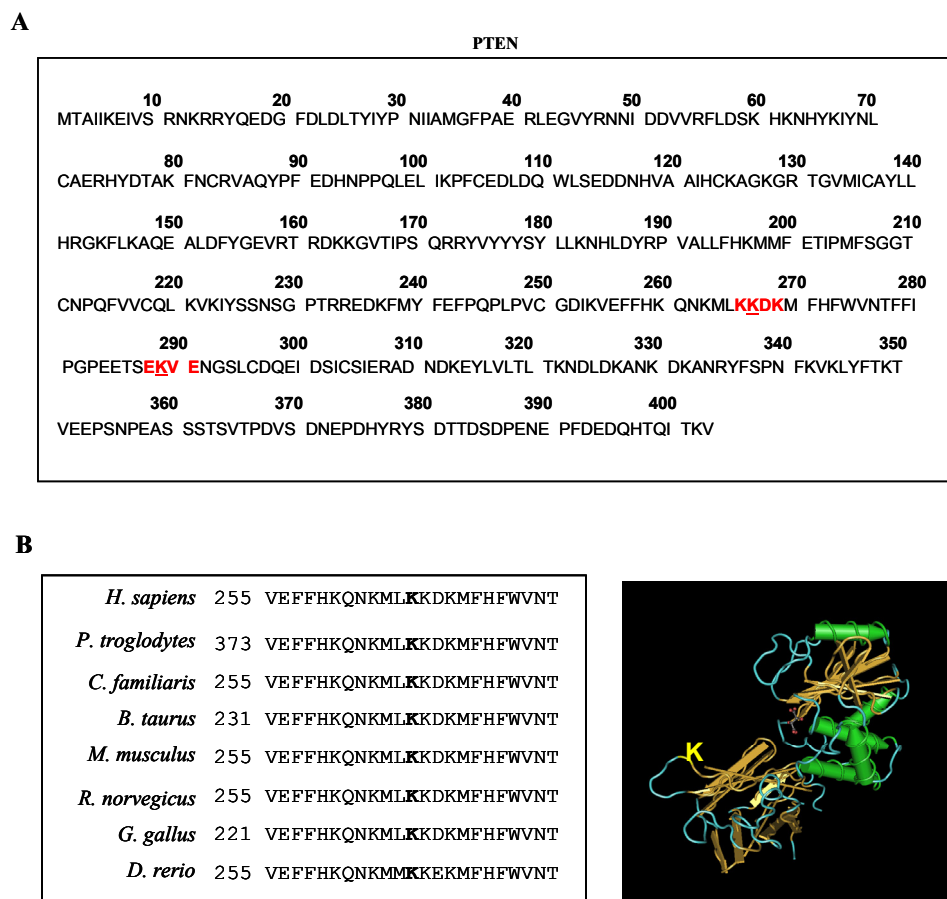 A
PTEN
10 20 30 40 50 60 70
MTAIIKEIVS RNKRRYQEDG FDLDLTYIYP NIIAMGFPAE RLEGVYRNNI DDVVRFLDSK HKNHYKIYNL
80 90 100 110 120 130 140
CAERHYDTAK FNCRVAQYPF EDHNPPQLEL IKPFCEDLDQ WLSEDDNHVA AIHCKAGKGR TGVMICAYLL
150 160 170 180 190 200 210
HRGKFLKAQE ALDFYGEVRT RDKKGVTIPS QRRYVYYYSY LLKNHLDYRP VALLFHKMMF ETIPMFSGGT
220 230 240 250 260 270 280
CNPQFVVCQL KVKIYSSNSG PTRREDKFMY FEFPQPLPVC GDIKVEFFHK QNKMLKKDKM FHFWVNTFFI
290 300 310 320 330 340 350
PGPEETSEKV ENGSLCDQEI DSICSIERAD NDKEYLVLTL TKNDLDKANK DKANRYFSPN FKVKLYFTKT
360 370 380 390 400
VEEPSNPEAS SSTSVTPDVS DNEPDHYRYS DTTDSDPENE PFDEDQHTQI TKV
B
H. sapiens 255 VEFFHKQNKMLKKDKMFHFWVNT
P. troglodytes 373 VEFFHKQNKMLKKDKMFHFWVNT
C. familiaris 255 VEFFHKQNKMLKKDKMFHFWVNT
B. taurus 231 VEFFHKQNKMLKKDKMFHFWVNT
M. musculus 255 VEFFHKQNKMLKKDKMFHFWVNT
R. norvegicus 255 VEFFHKQNKMLKKDKMFHFWVNT
G. gallus 221 VEFFHKQNKMLKKDKMFHFWVNT
D. rerio 255 VEFFHKQNKMMKKEKMFHFWVNT
K